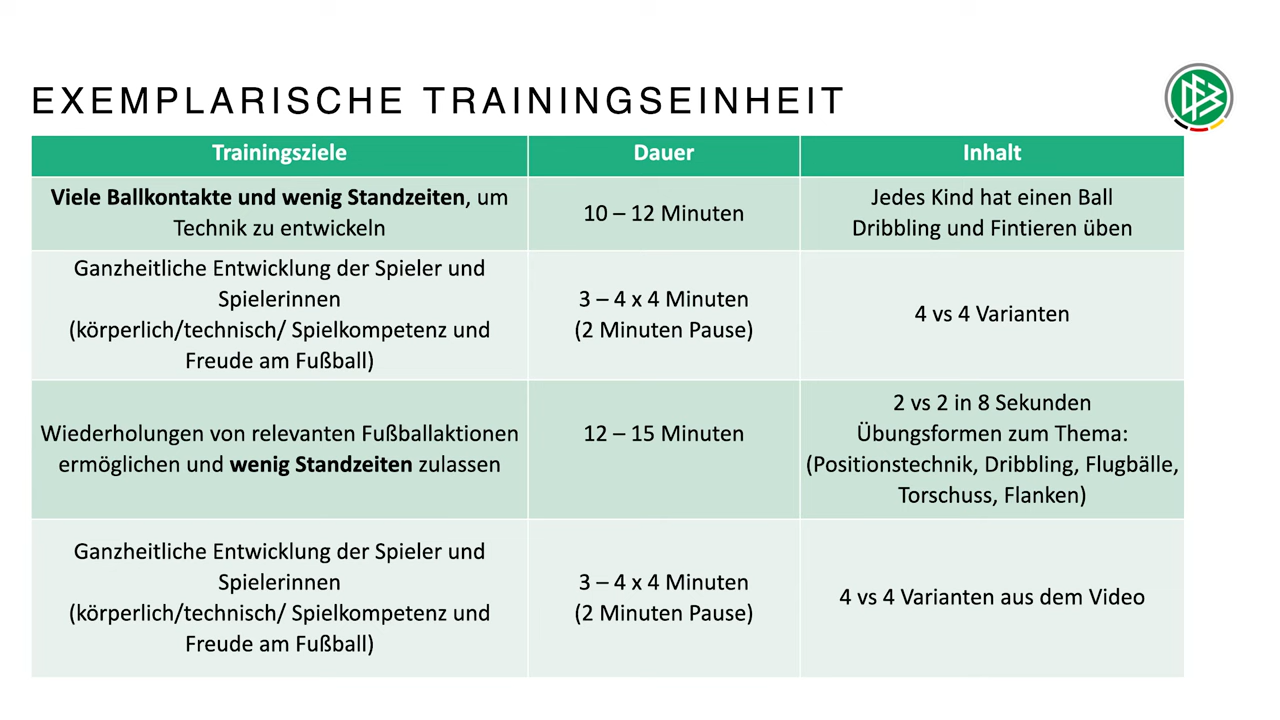 EXEMPLARISCHE TRAININGSEINHEIT
DFB
Trainingsziele
Dauer
Inhalt
Viele Ballkontakte und wenig Standzeiten, um
Technik zu entwickeln
10 – 12 Minuten
Jedes Kind hat einen Ball
Dribbling und Fintieren üben
Ganzheitliche Entwicklung der Spieler und
Spielerinnen
(körperlich/technisch/ Spielkompetenz und
Freude am Fußball)
3 – 4 x 4 Minuten
(2 Minuten Pause)
4 vs 4 Varianten
Wiederholungen von relevanten Fußballaktionen
ermöglichen und wenig Standzeiten zulassen
12 – 15 Minuten
2 vs 2 in 8 Sekunden
Übungsformen zum Thema:
(Positionstechnik, Dribbling, Flugbälle,
Torschuss, Flanken)
Ganzheitliche Entwicklung der Spieler und
Spielerinnen
(körperlich/technisch/ Spielkompetenz und
Freude am Fußball)
3 – 4 x 4 Minuten
(2 Minuten Pause)
4 vs 4 Varianten aus dem Video